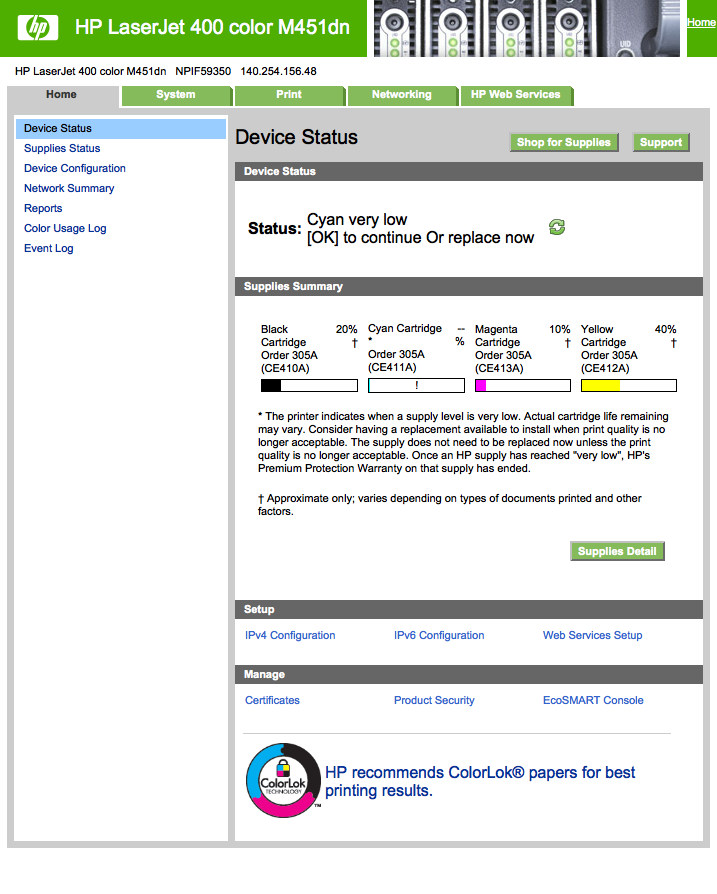 hp
HP LaserJet 400 color M451dn
UID
Home
HP LaserJet 400 color M451dn NPIF59350 140.254.156.48
Home System Print Networking HP Web Services
Device Status
Supplies Status
Device Configuration
Network Summary
Reports
Color Usage Log
Event Log
Device Status
Shop for Supplies Support
Device Status
Status: Cyan very low
[OK] to continue Or replace now
Supplies Summary
Black Cartridge 20% †
Order 305A
(CE410A)
Cyan Cartridge * --%
Order 305A
(CE411A)
!
Magenta Cartridge 10% †
Order 305A
(CE413A)
Yellow Cartridge 40% †
Order 305A
(CE412A)
* The printer indicates when a supply level is very low. Actual cartridge life remaining
may vary. Consider having a replacement available to install when print quality is no
longer acceptable. The supply does not need to be replaced now unless the print
quality is no longer acceptable. Once an HP supply has reached "very low", HP's
Premium Protection Warranty on that supply has ended.
† Approximate only; varies depending on types of documents printed and other
factors.
Supplies Detail
Setup
IPv4 Configuration IPv6 Configuration Web Services Setup
Manage
Certificates Product Security EcoSMART Console
ColorLok
TECHNOLOGY
™
HP recommends ColorLok® papers for best
printing results.